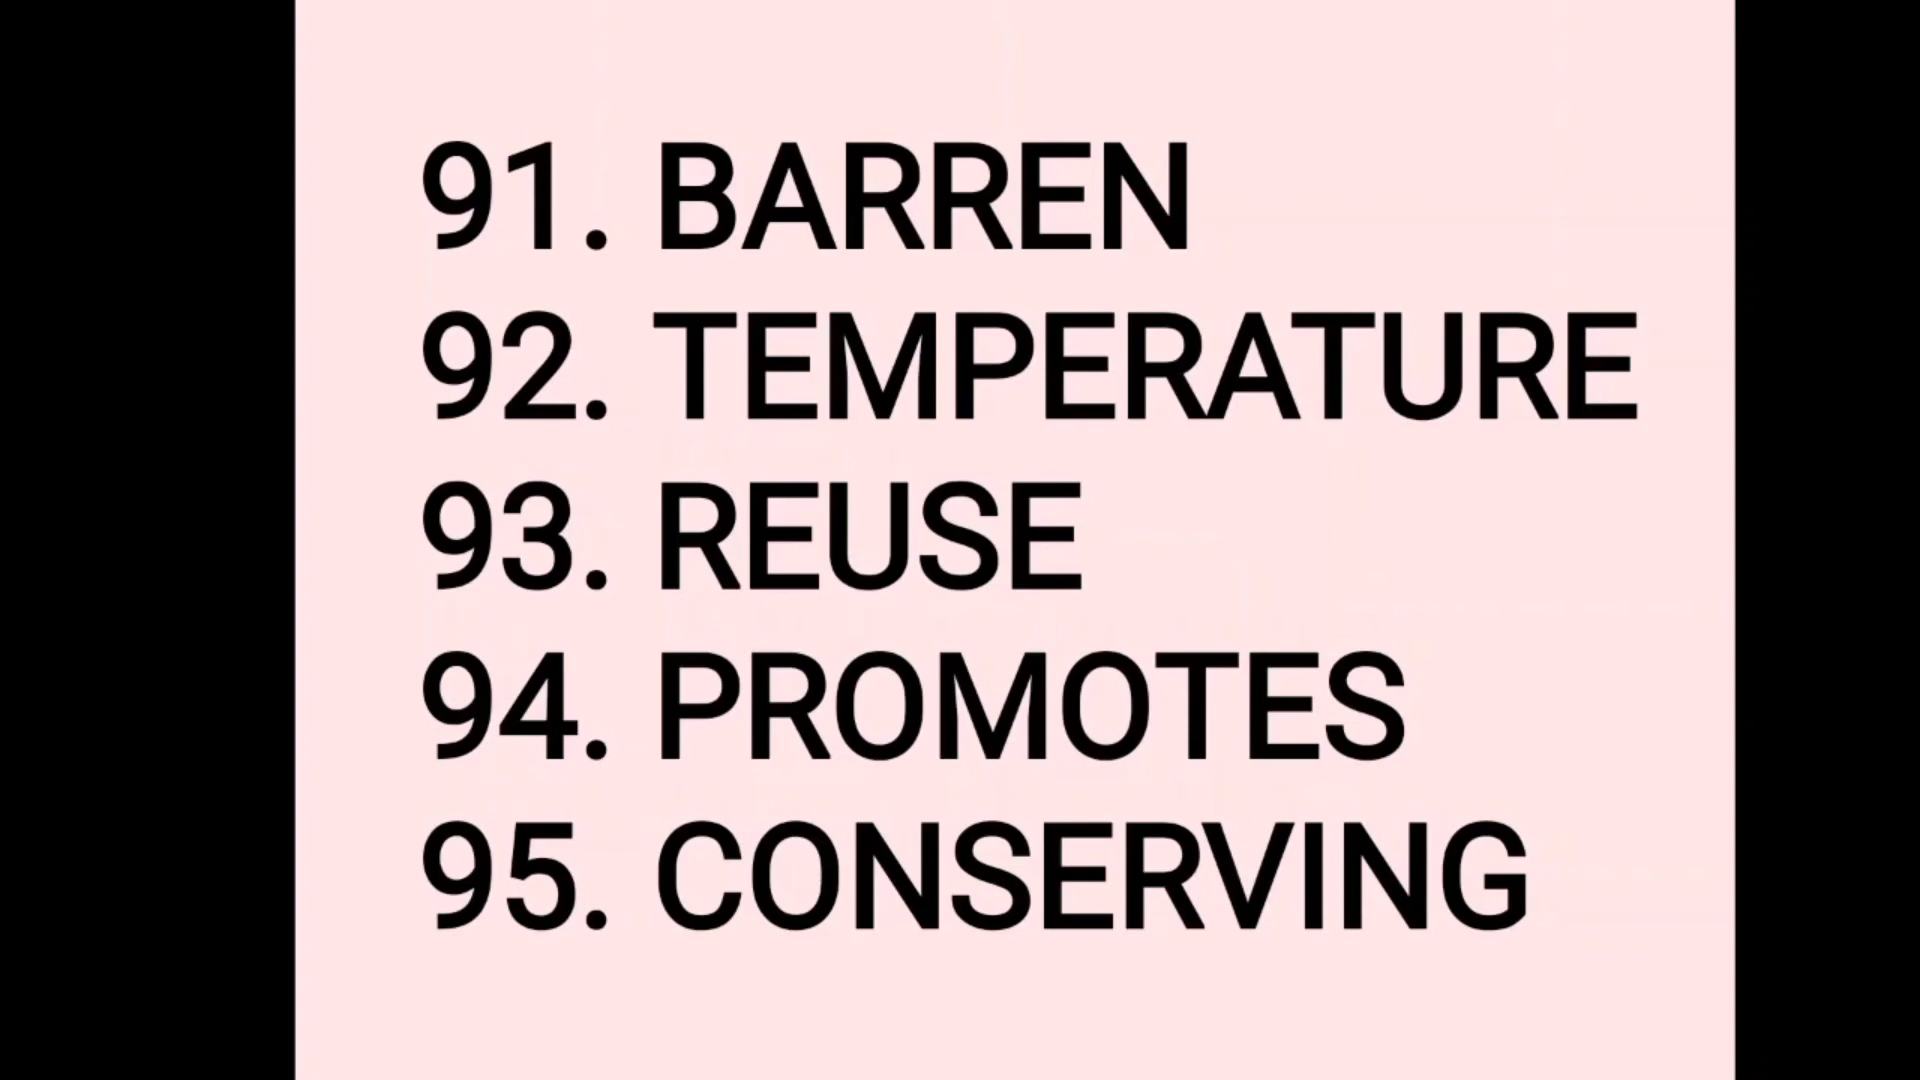 91. BARREN
92. TEMPERATURE
93. REUSE
94. PROMOTES
95. CONSERVING